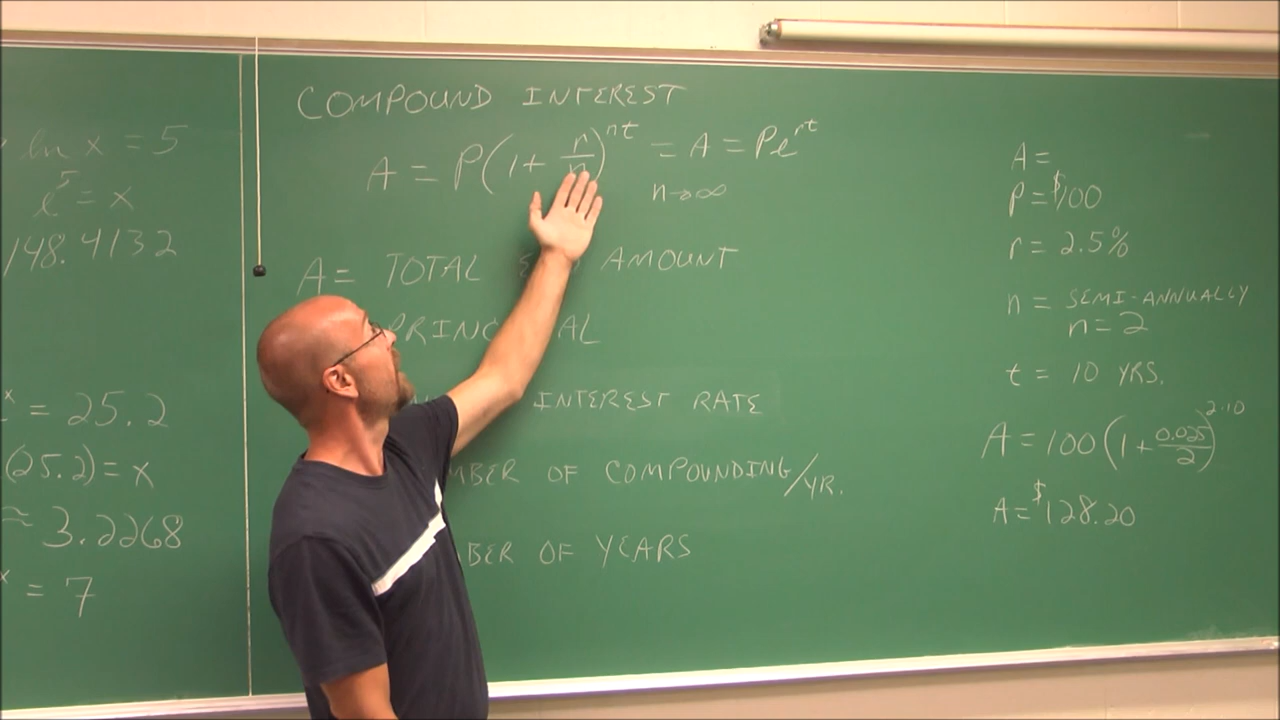 ln x = 5
e^5 = x
148.4132
x = 25.2
(25.2) = x
≈ 3.2268
x = 7
COMPOUND INTEREST
A = P(1 + r/n)^nt = A = Pe^rt
n→∞
A = TOTAL AMOUNT
INTEREST RATE
OF COMPOUNDING/YR.
OF YEARS
A =
P = $100
r = 2.5%
n = SEMI-ANNUALLY
n = 2
t = 10 YRS.
A = 100(1 + 0.025/2)^2·10
A = $128.20